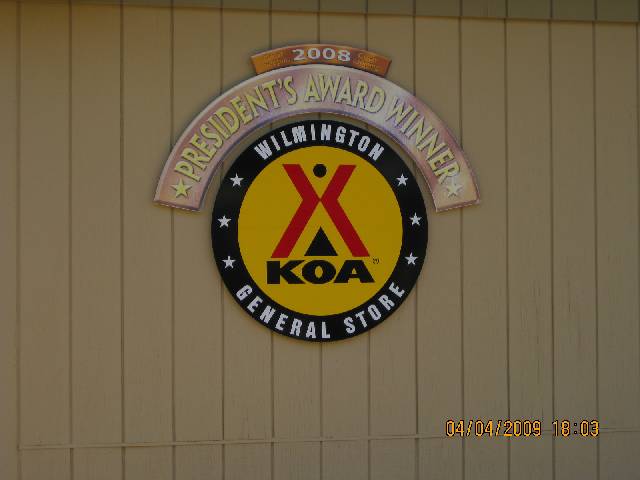 2008
PRESIDENT'S AWARD WINNER
WILMINGTON
KOA
®
GENERAL STORE
04/04/2009 18:03